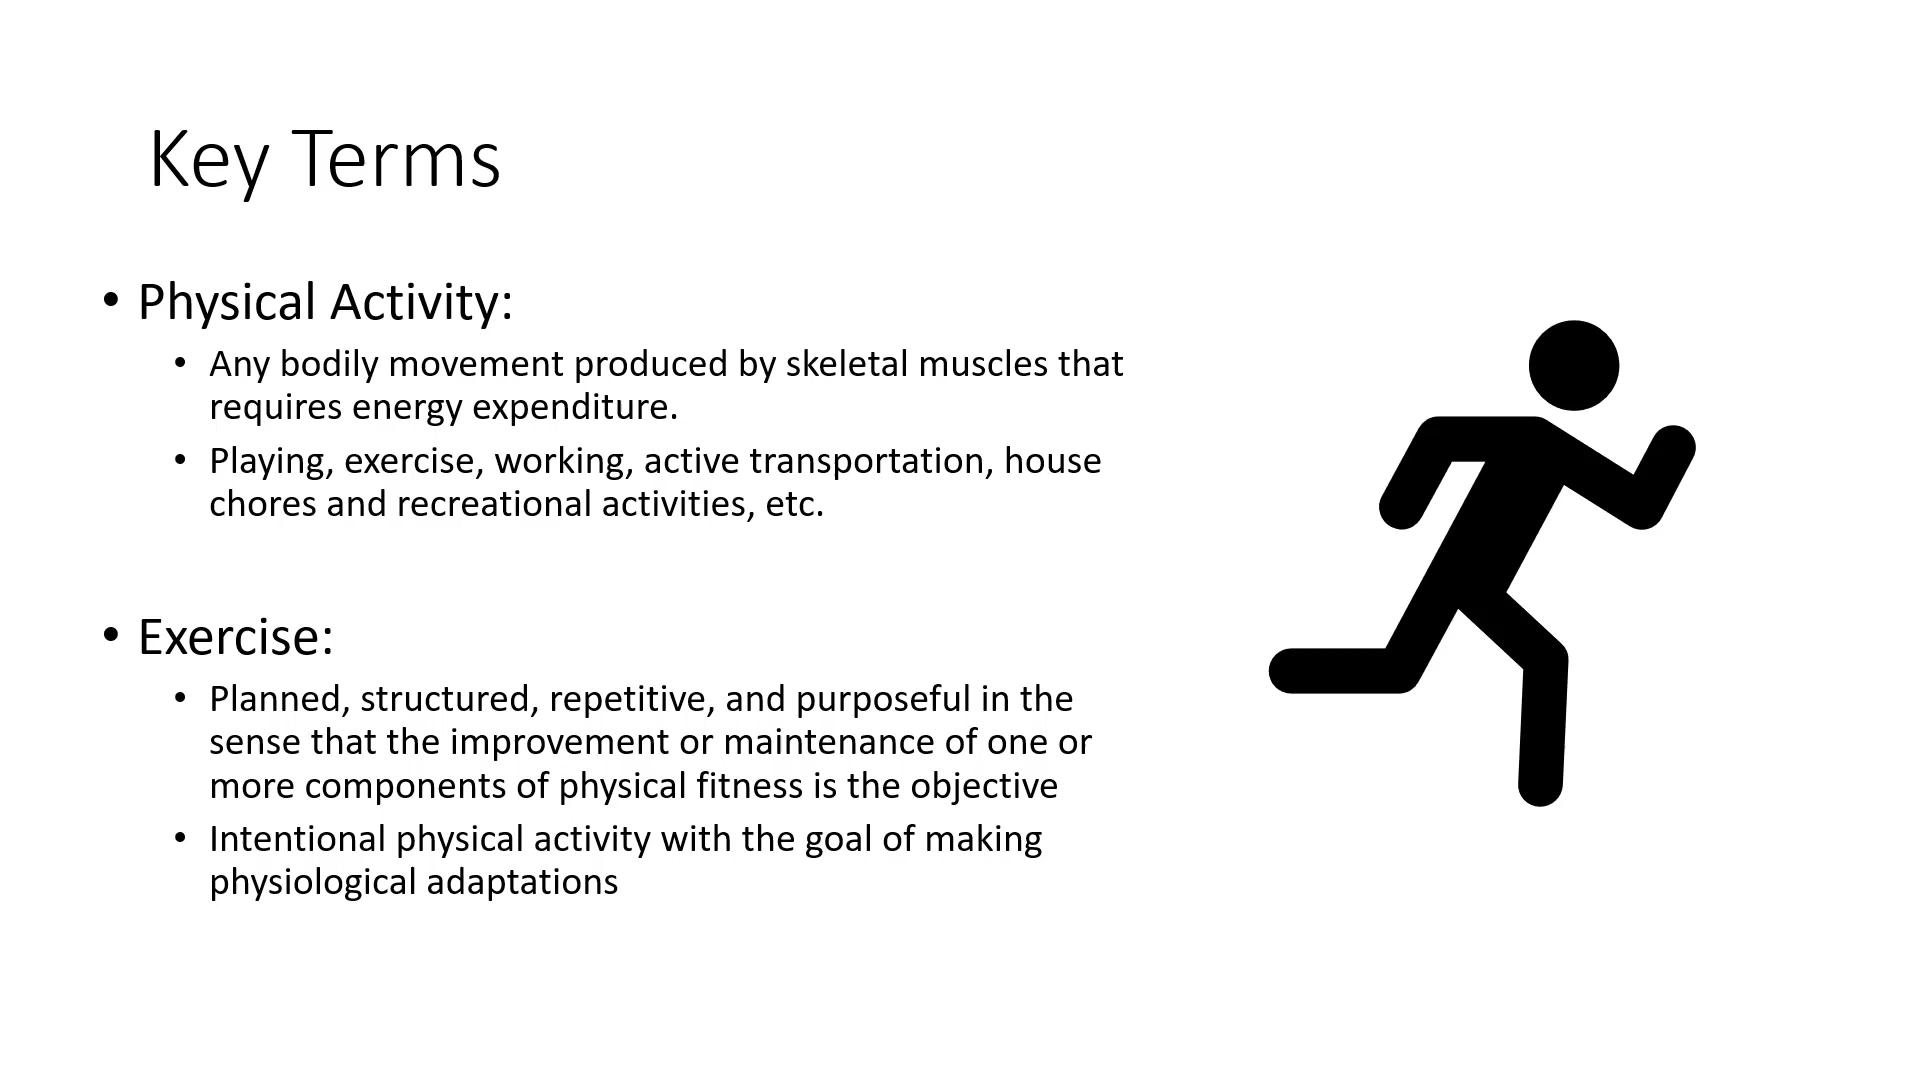 Key Terms
• Physical Activity:
• Any bodily movement produced by skeletal muscles that
requires energy expenditure.
• Playing, exercise, working, active transportation, house
chores and recreational activities, etc.
• Exercise:
• Planned, structured, repetitive, and purposeful in the
sense that the improvement or maintenance of one or
more components of physical fitness is the objective
• Intentional physical activity with the goal of making
physiological adaptations